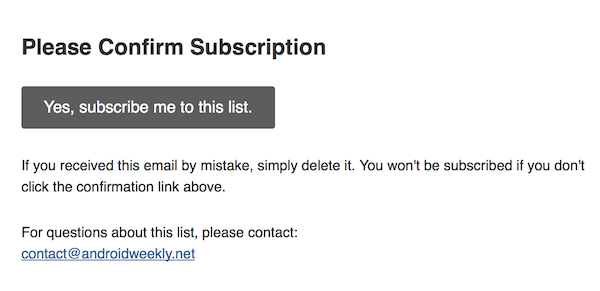 Please Confirm Subscription
Yes, subscribe me to this list.
If you received this email by mistake, simply delete it. You won't be subscribed if you don't
click the confirmation link above.
For questions about this list, please contact:
contact@androidweekly.net